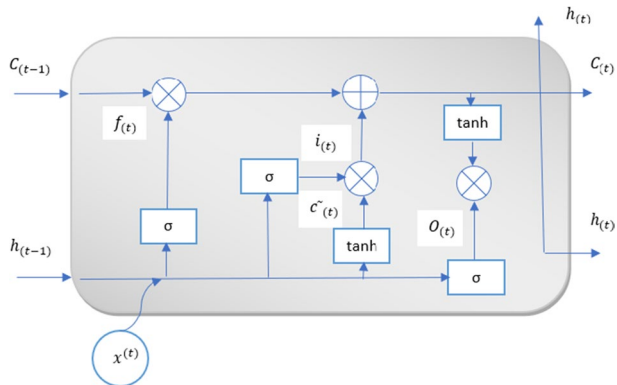 h(t)
C(t−1)
C(t)
f(t)
tanh
i(t)
σ
c˜(t)
h(t−1)
σ
tanh
O(t)
h(t)
σ
x(t)